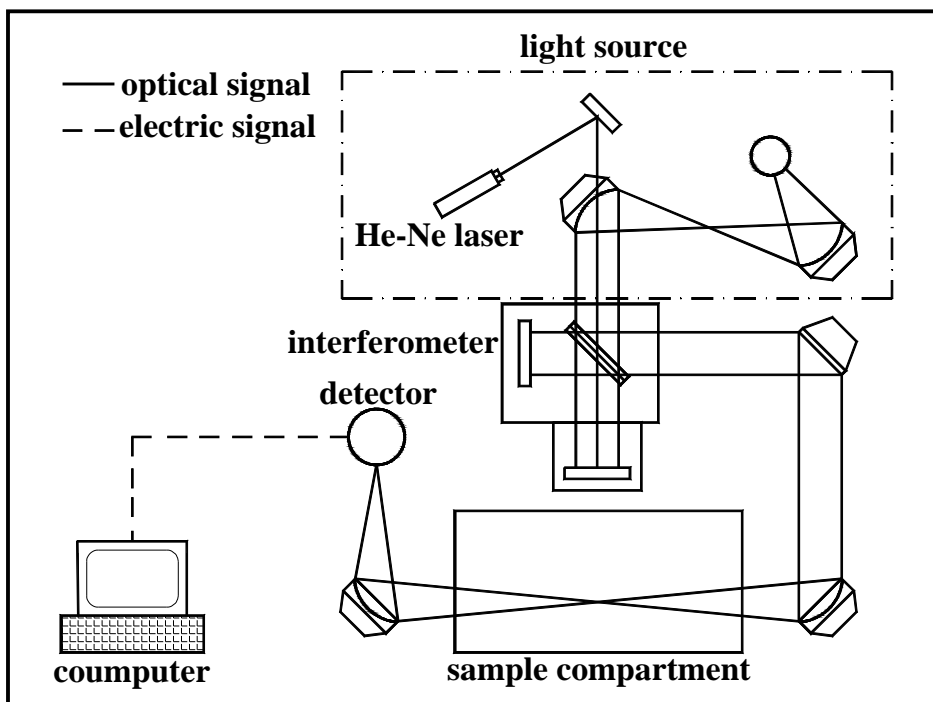 light source
optical signal
electric signal
He-Ne laser
interferometer
detector
sample compartment
coumputer